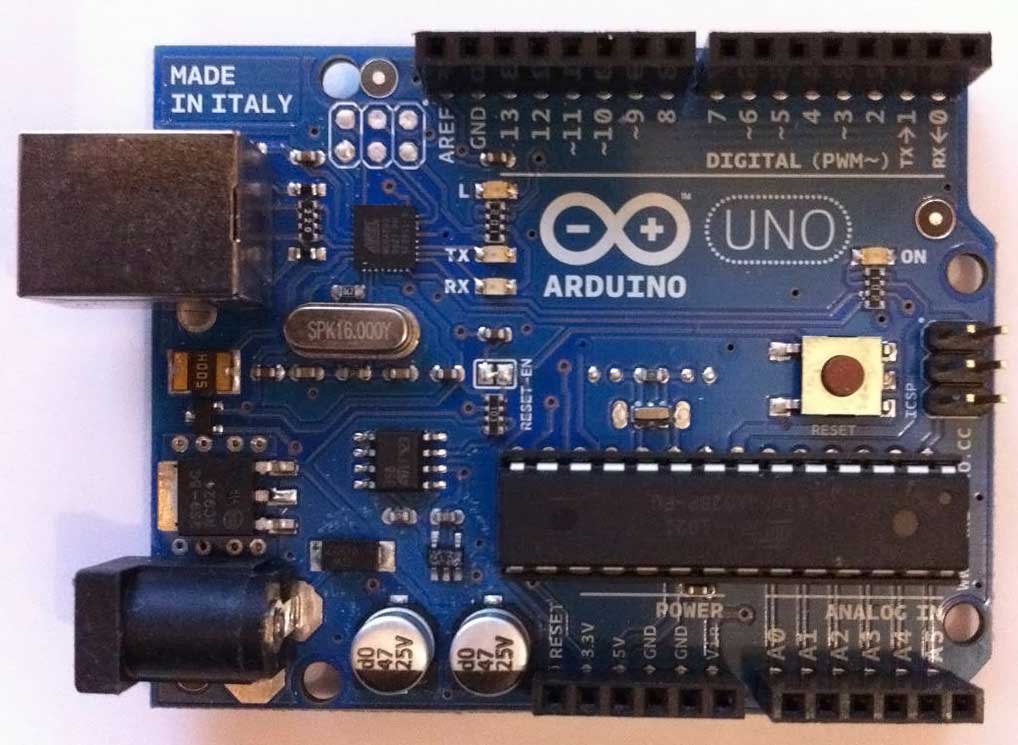 MADE
IN ITALY
AREF
GND
13
12
~11
~10
~9
8
7
~6
~5
4
~3
2
TX→1
RX←0
DIGITAL (PWM~)
L
TX
RX
™
UNO
ARDUINO
ON
SPK16.000Y
500H
RESET-EN
RESET
ICSP
POWER
ANALOG IN
RESET
3.3V
5V
GND
GND
A0
A1
A2
A3
A4
A5
47
25V
47
25V